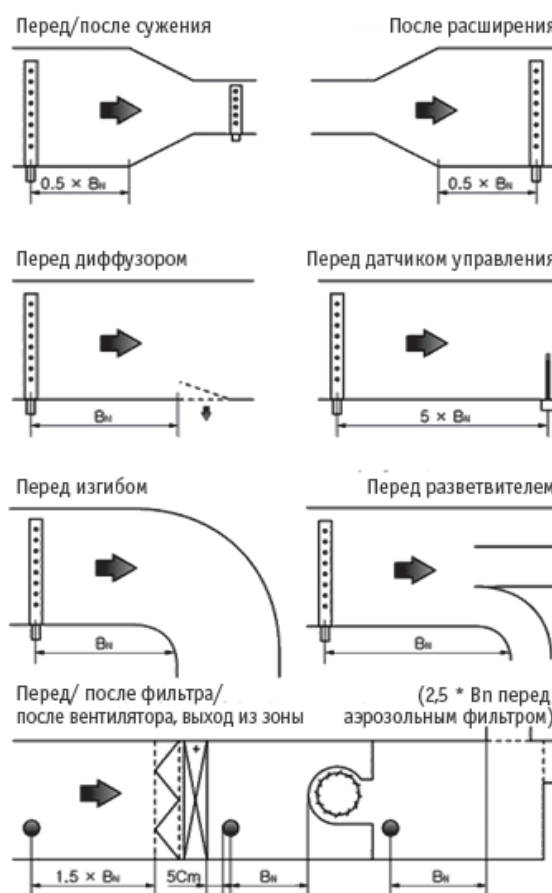 Перед/после сужения
После расширения
0.5 × Bɴ
0.5 × Bɴ
Перед диффузором
Перед датчиком управления
Bɴ
5 × Bɴ
Перед изгибом
Перед разветвителем
Bɴ
Bɴ
Перед/ после фильтра/
после вентилятора, выход из зоны
(2,5 * Bn перед
аэрозольным фильтром)
+
1.5 × Bɴ
5Cm
Bɴ
Bɴ